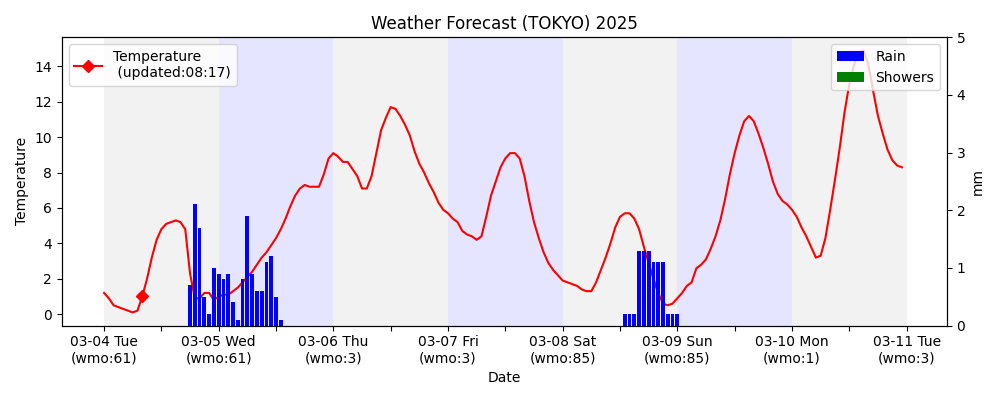 Weather Forecast (TOKYO) 2025
Temperature
(updated:08:17)
Rain
Showers
14
12
10
8
6
4
2
0
Temperature
5
4
3
2
1
0
mm
03-04 Tue
(wmo:61)
03-05 Wed
(wmo:61)
03-06 Thu
(wmo:3)
03-07 Fri
(wmo:3)
03-08 Sat
(wmo:85)
03-09 Sun
(wmo:85)
03-10 Mon
(wmo:1)
03-11 Tue
(wmo:3)
Date